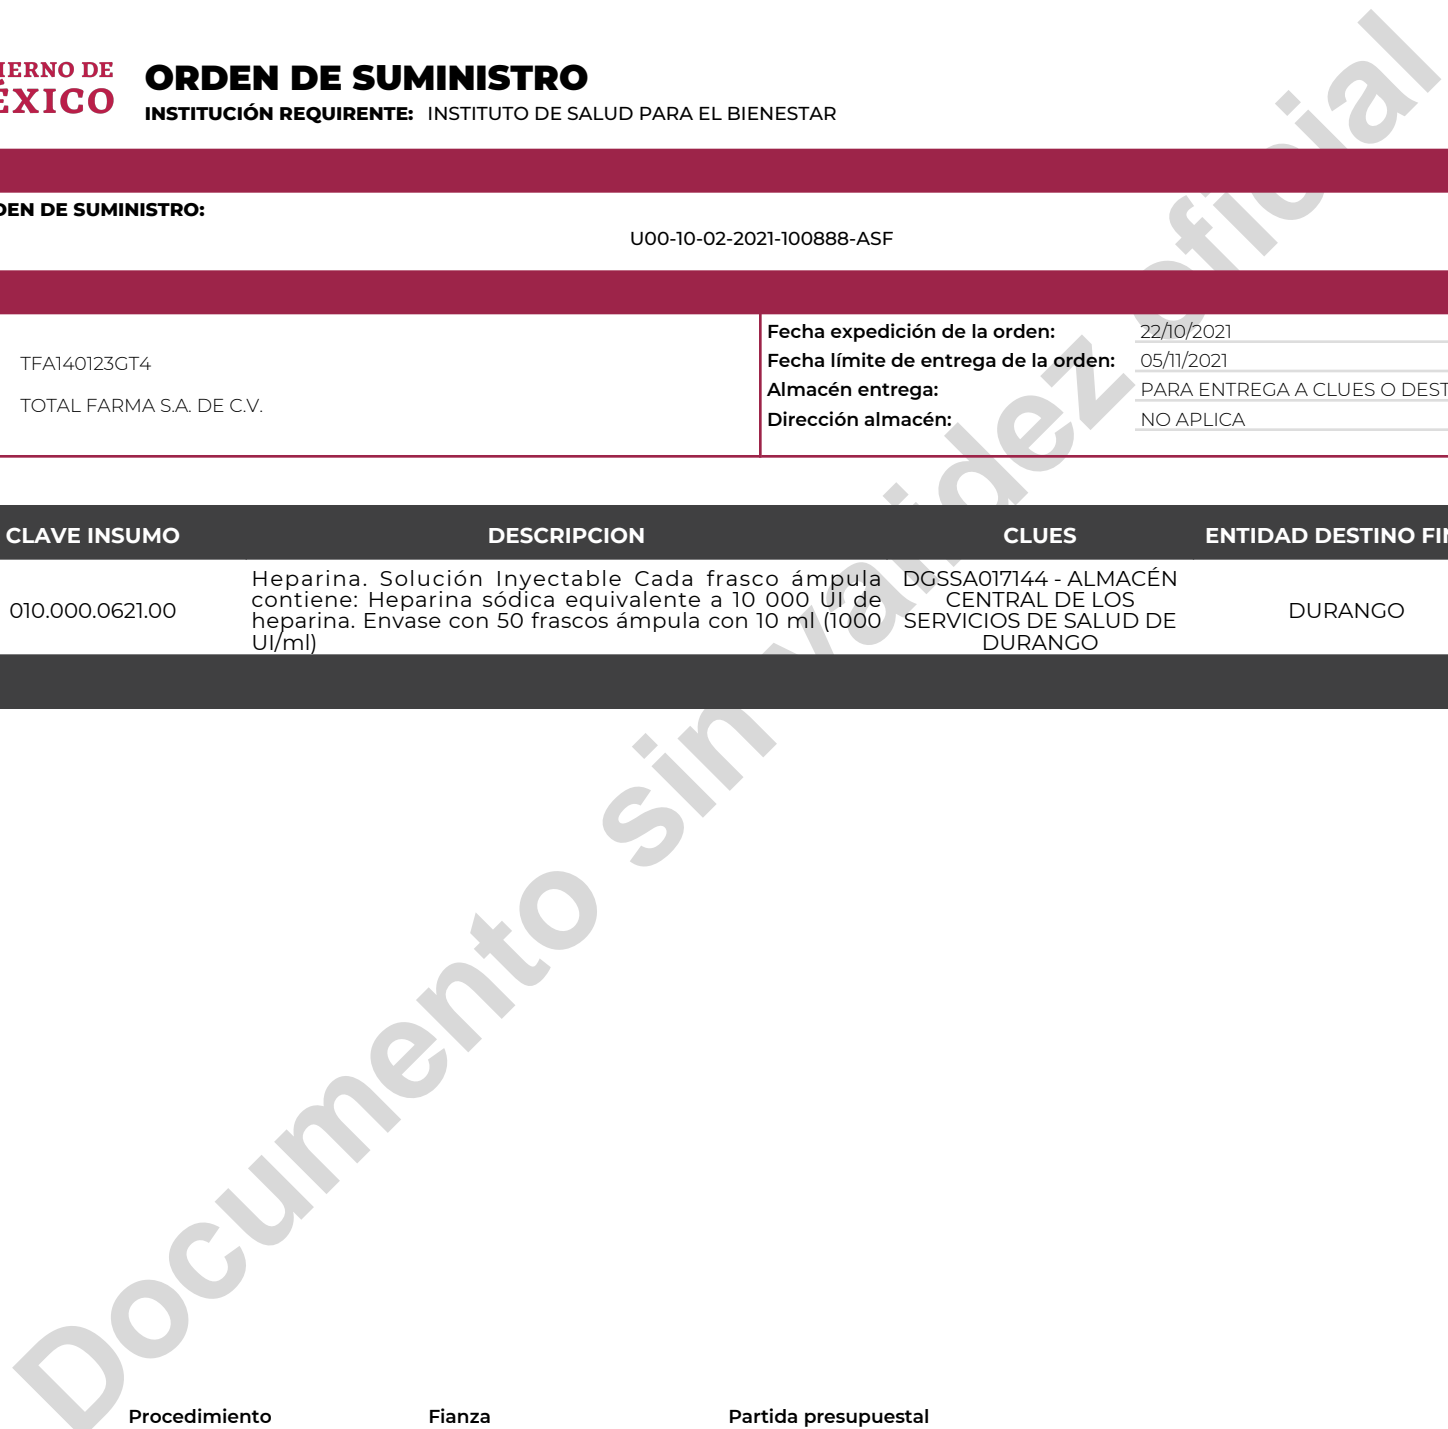 IERNO DE
ÉXICO
ORDEN DE SUMINISTRO
INSTITUCIÓN REQUIRENTE: INSTITUTO DE SALUD PARA EL BIENESTAR
DEN DE SUMINISTRO:
U00-10-02-2021-100888-ASF
TFA140123GT4
TOTAL FARMA S.A. DE C.V.
Fecha expedición de la orden: 22/10/2021
Fecha límite de entrega de la orden: 05/11/2021
Almacén entrega: PARA ENTREGA A CLUES O DEST
Dirección almacén: NO APLICA
CLAVE INSUMO DESCRIPCION CLUES ENTIDAD DESTINO FIN
010.000.0621.00
Heparina. Solución Inyectable Cada frasco ámpula
contiene: Heparina sódica equivalente a 10 000 UI de
heparina. Envase con 50 frascos ámpula con 10 ml (1000
UI/ml)
DGSSA017144 - ALMACÉN
CENTRAL DE LOS
SERVICIOS DE SALUD DE
DURANGO
DURANGO
Documento sin validez oficial
Procedimiento Fianza Partida presupuestal